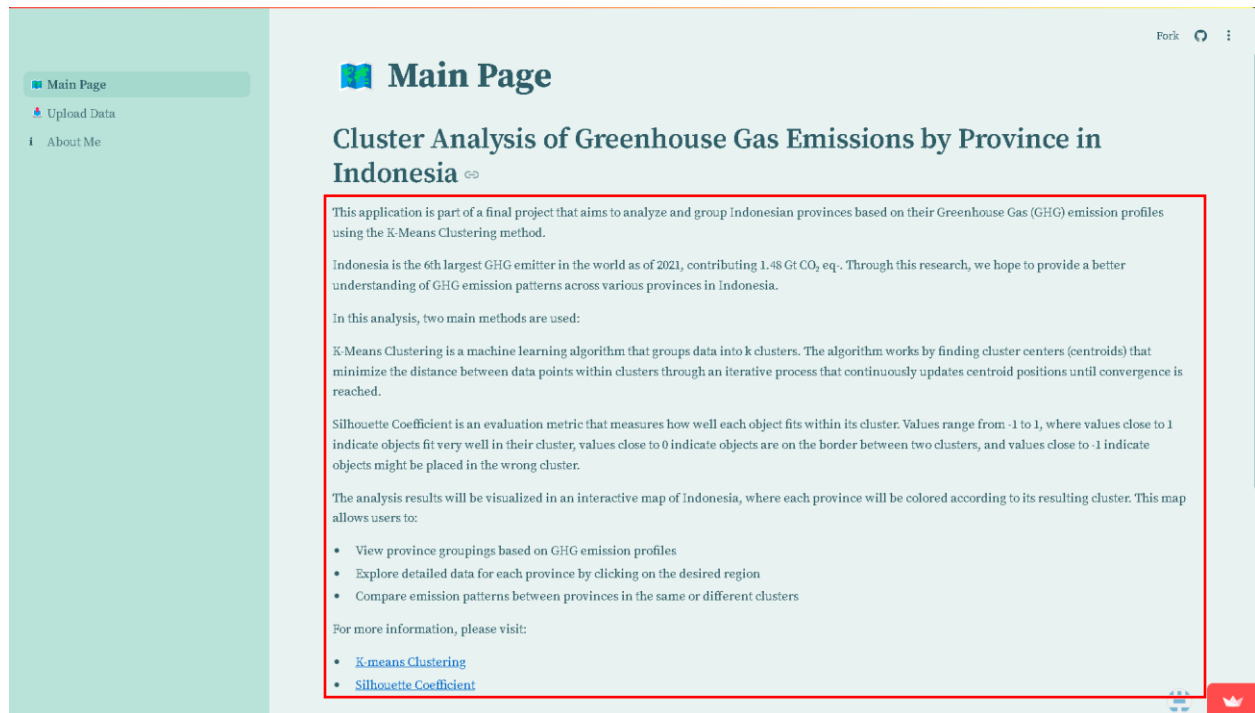 Fork
Main Page
Upload Data
i About Me
Main Page
Cluster Analysis of Greenhouse Gas Emissions by Province in
Indonesia
This application is part of a final project that aims to analyze and group Indonesian provinces based on their Greenhouse Gas (GHG) emission profiles
using the K-Means Clustering method.
Indonesia is the 6th largest GHG emitter in the world as of 2021, contributing 1.48 Gt CO₂ eq-. Through this research, we hope to provide a better
understanding of GHG emission patterns across various provinces in Indonesia.
In this analysis, two main methods are used:
K-Means Clustering is a machine learning algorithm that groups data into k clusters. The algorithm works by finding cluster centers (centroids) that
minimize the distance between data points within clusters through an iterative process that continuously updates centroid positions until convergence is
reached.
Silhouette Coefficient is an evaluation metric that measures how well each object fits within its cluster. Values range from -1 to 1, where values close to 1
indicate objects fit very well in their cluster, values close to 0 indicate objects are on the border between two clusters, and values close to -1 indicate
objects might be placed in the wrong cluster.
The analysis results will be visualized in an interactive map of Indonesia, where each province will be colored according to its resulting cluster. This map
allows users to:
• View province groupings based on GHG emission profiles
• Explore detailed data for each province by clicking on the desired region
• Compare emission patterns between provinces in the same or different clusters
For more information, please visit:
• K-means Clustering
• Silhouette Coefficient